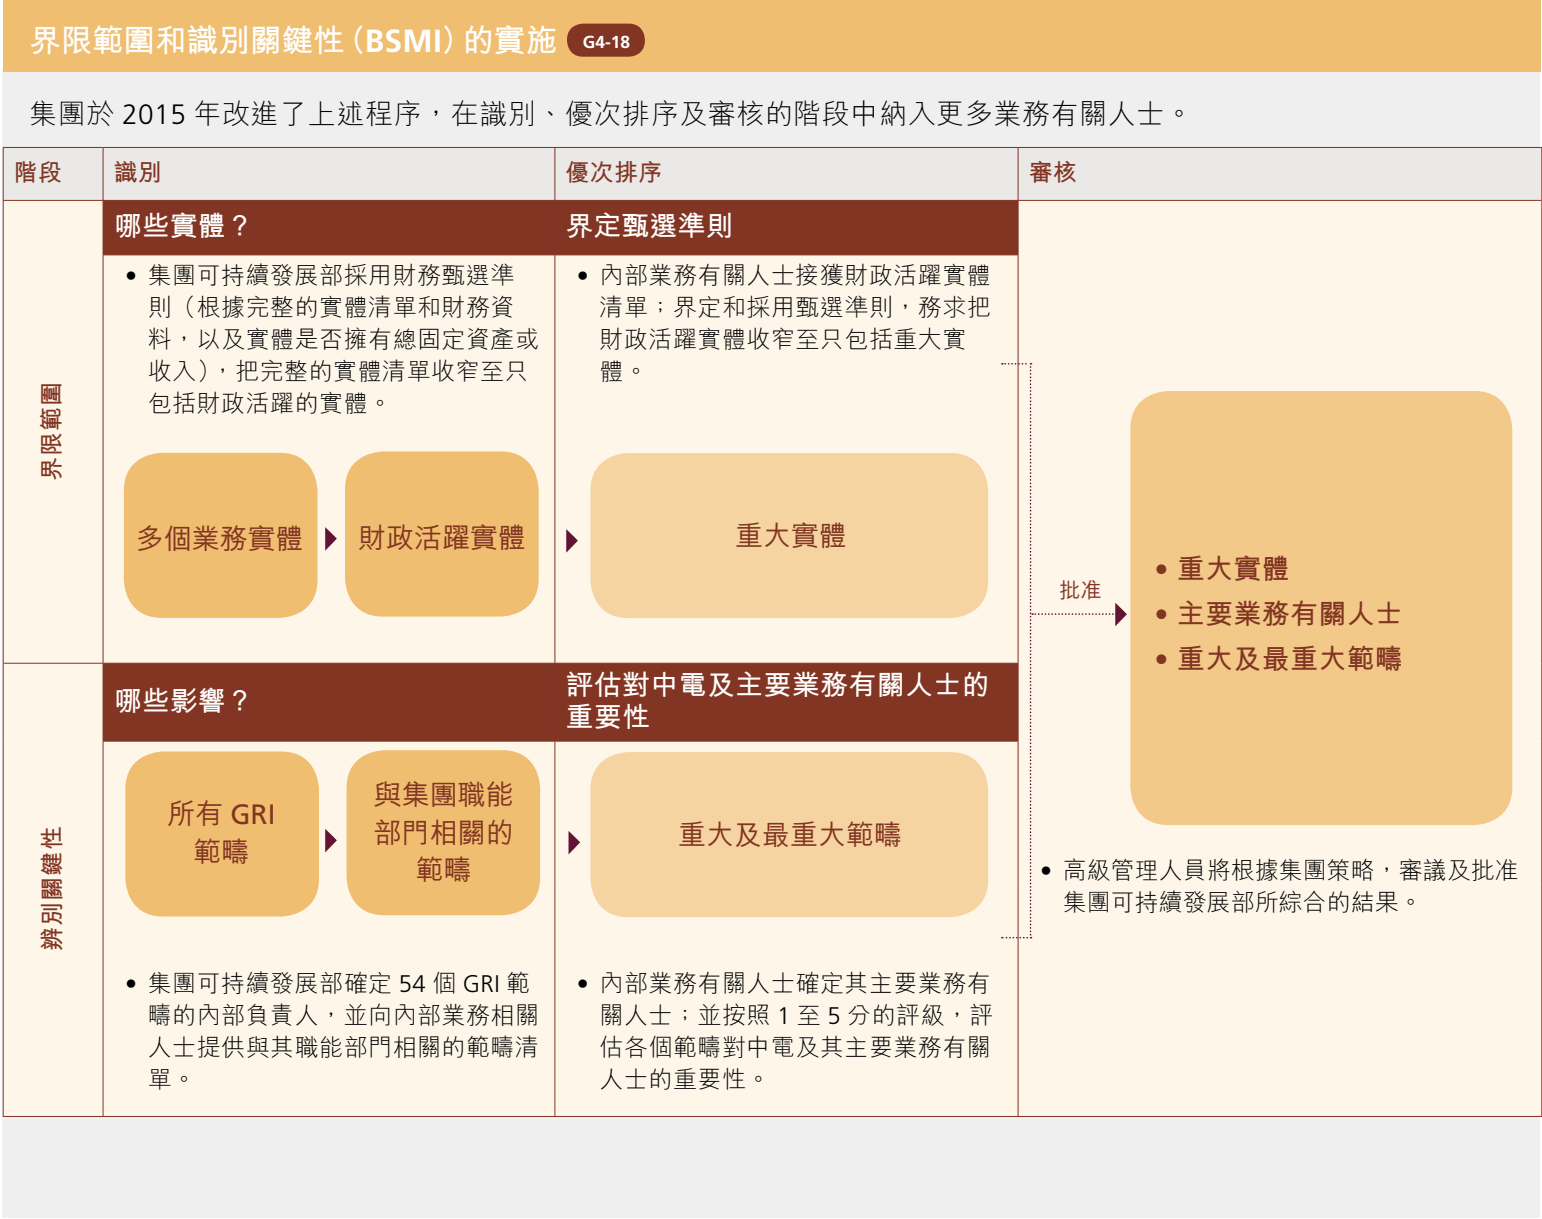 界限範圍和識別關鍵性（BSMI）的實施 G4-18
集團於 2015 年改進了上述程序，在識別、優次排序及審核的階段中納入更多業務有關人士。
階段
識別
優次排序
審核
界限範圍
哪些實體？
• 集團可持續發展部採用財務甄選準
則（根據完整的實體清單和財務資
料，以及實體是否擁有總固定資產或
收入），把完整的實體清單收窄至只
包括財政活躍的實體。
多個業務實體
財政活躍實體
界定甄選準則
• 內部業務有關人士接獲財政活躍實體
清單；界定和採用甄選準則，務求把
財政活躍實體收窄至只包括重大實
體。
重大實體
辨別關鍵性
哪些影響？
所有 GRI
範疇
與集團職能
部門相關的
範疇
• 集團可持續發展部確定 54 個 GRI 範
疇的內部負責人，並向內部業務相關
人士提供與其職能部門相關的範疇清
單。
評估對中電及主要業務有關人士的
重要性
重大及最重大範疇
• 內部業務有關人士確定其主要業務有
關人士；並按照 1 至 5 分的評級，評
估各個範疇對中電及其主要業務有關
人士的重要性。
批准
• 重大實體
• 主要業務有關人士
• 重大及最重大範疇
• 高級管理人員將根據集團策略，審議及批准
集團可持續發展部所綜合的結果。